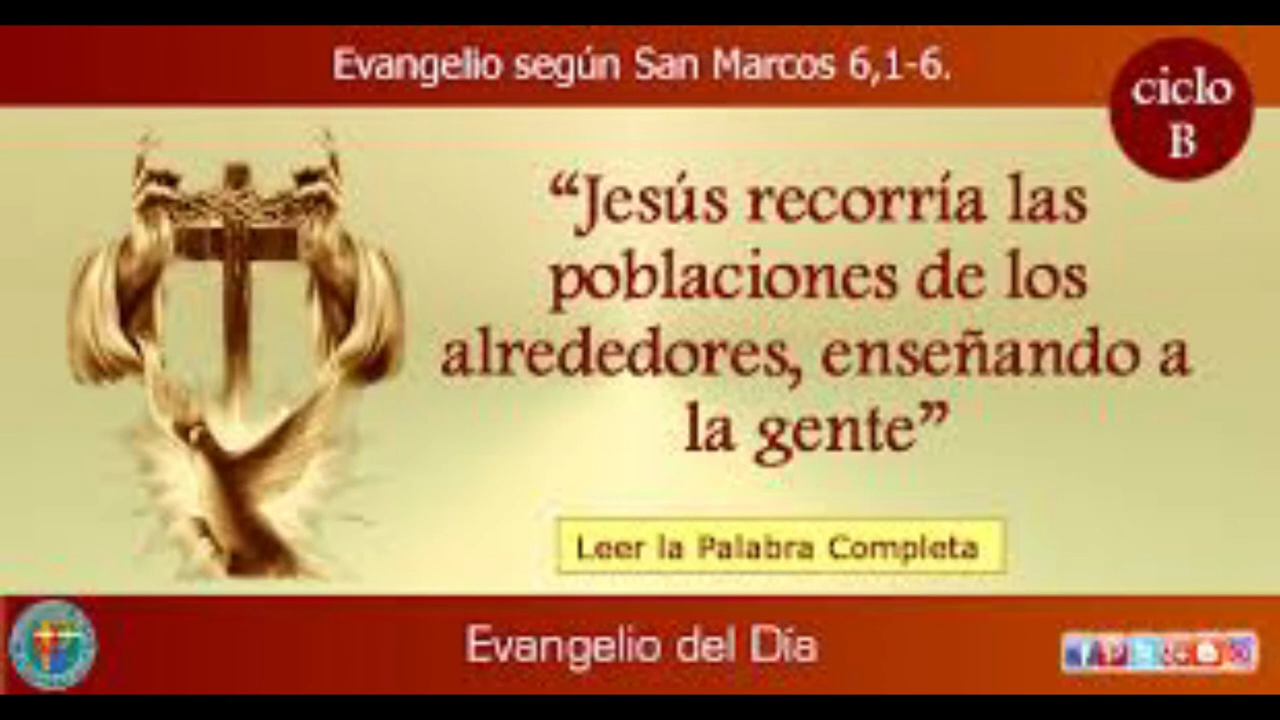 Evangelio según San Marcos 6,1-6.
ciclo
B
“Jesús recorría las
poblaciones de los
alrededores, enseñando a
la gente”
Leer la Palabra Completa
Evangelio del Día